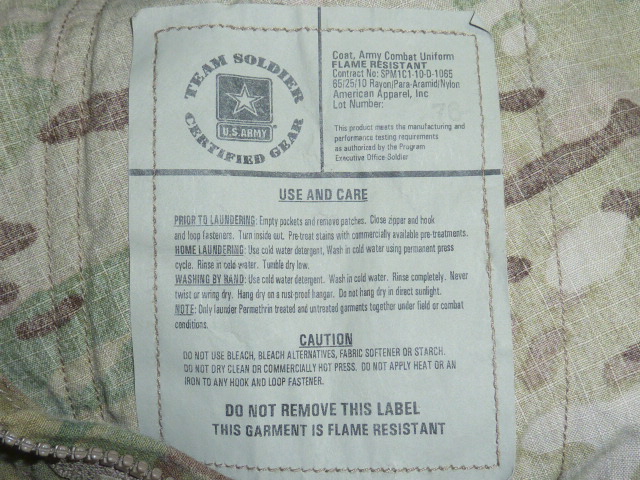 TEAM SOLDIER
U.S.ARMY
CERTIFIED GEAR
Coat, Army Combat Uniform
FLAME RESISTANT
Contract No: SPM1C1-10-D-1065
65/25/10 Rayon/Para-Aramid/Nylon
American Apparel, Inc
Lot Number:
This product meets the manufacturing and
performance testing requirements
as authorized by the Program
Executive Office-Soldier
USE AND CARE
PRIOR TO LAUNDERING: Empty pockets and remove patches. Close zipper and hook
and loop fasteners. Turn inside out. Pre-treat stains with commercially available pre-treatments.
HOME LAUNDERING: Use cold water detergent, Wash in cold water using permanent press
cycle. Rinse in cold water. Tumble dry low.
WASHING BY HAND: Use cold water detergent. Wash in cold water. Rinse completely. Never
twist or wring dry. Hang dry on a rust-proof hanger. Do not hang dry in direct sunlight.
NOTE: Only launder Permethrin treated and untreated garments together under field or combat
conditions.
CAUTION
DO NOT USE BLEACH, BLEACH ALTERNATIVES, FABRIC SOFTENER OR STARCH.
DO NOT DRY CLEAN OR COMMERCIALLY HOT PRESS. DO NOT APPLY HEAT OR AN
IRON TO ANY HOOK AND LOOP FASTENER.
DO NOT REMOVE THIS LABEL
THIS GARMENT IS FLAME RESISTANT